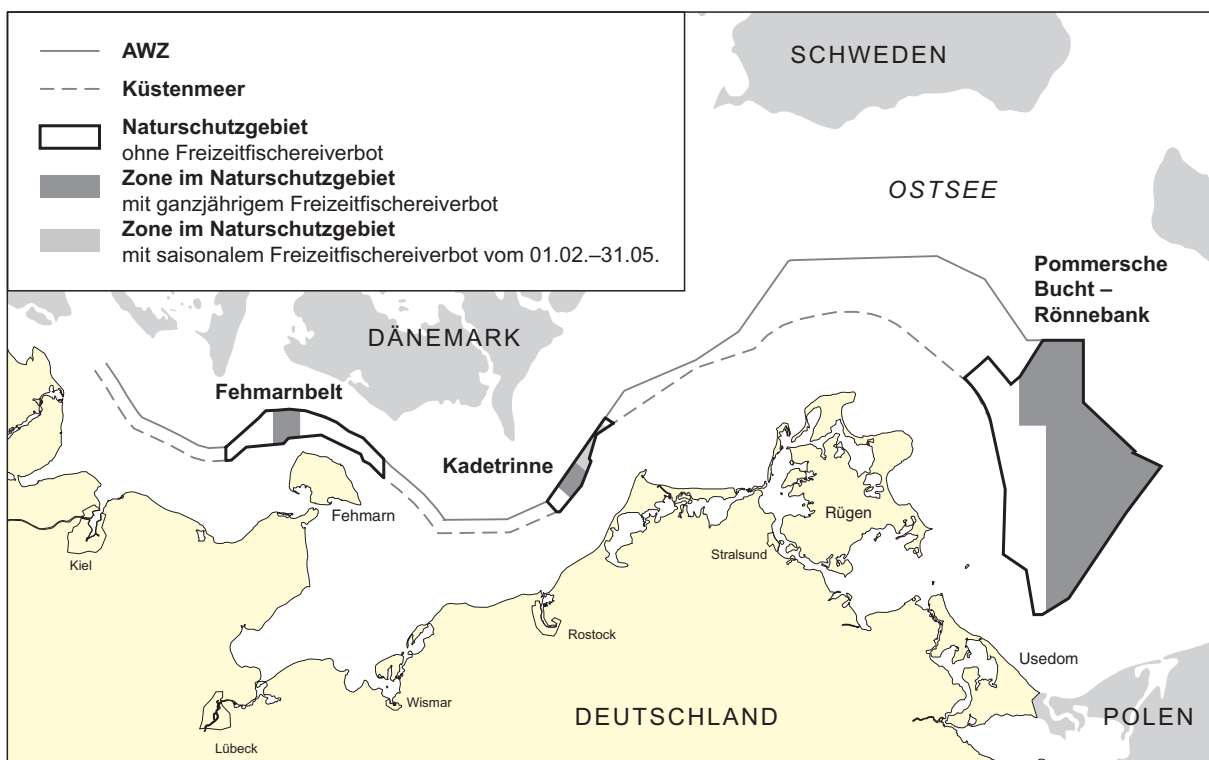 AWZ
Küstenmeer
Naturschutzgebiet
ohne Freizeitfischereiverbot
Zone im Naturschutzgebiet
mit ganzjährigem Freizeitfischereiverbot
Zone im Naturschutzgebiet
mit saisonalem Freizeitfischereiverbot vom 01.02.–31.05.
SCHWEDEN
OSTSEE
Pommersche
Bucht –
Rönnebank
DÄNEMARK
Fehmarnbelt
Kadetrinne
Fehmarn
Rügen
Kiel
Stralsund
Rostock
Usedom
Wismar
DEUTSCHLAND
POLEN
Lübeck